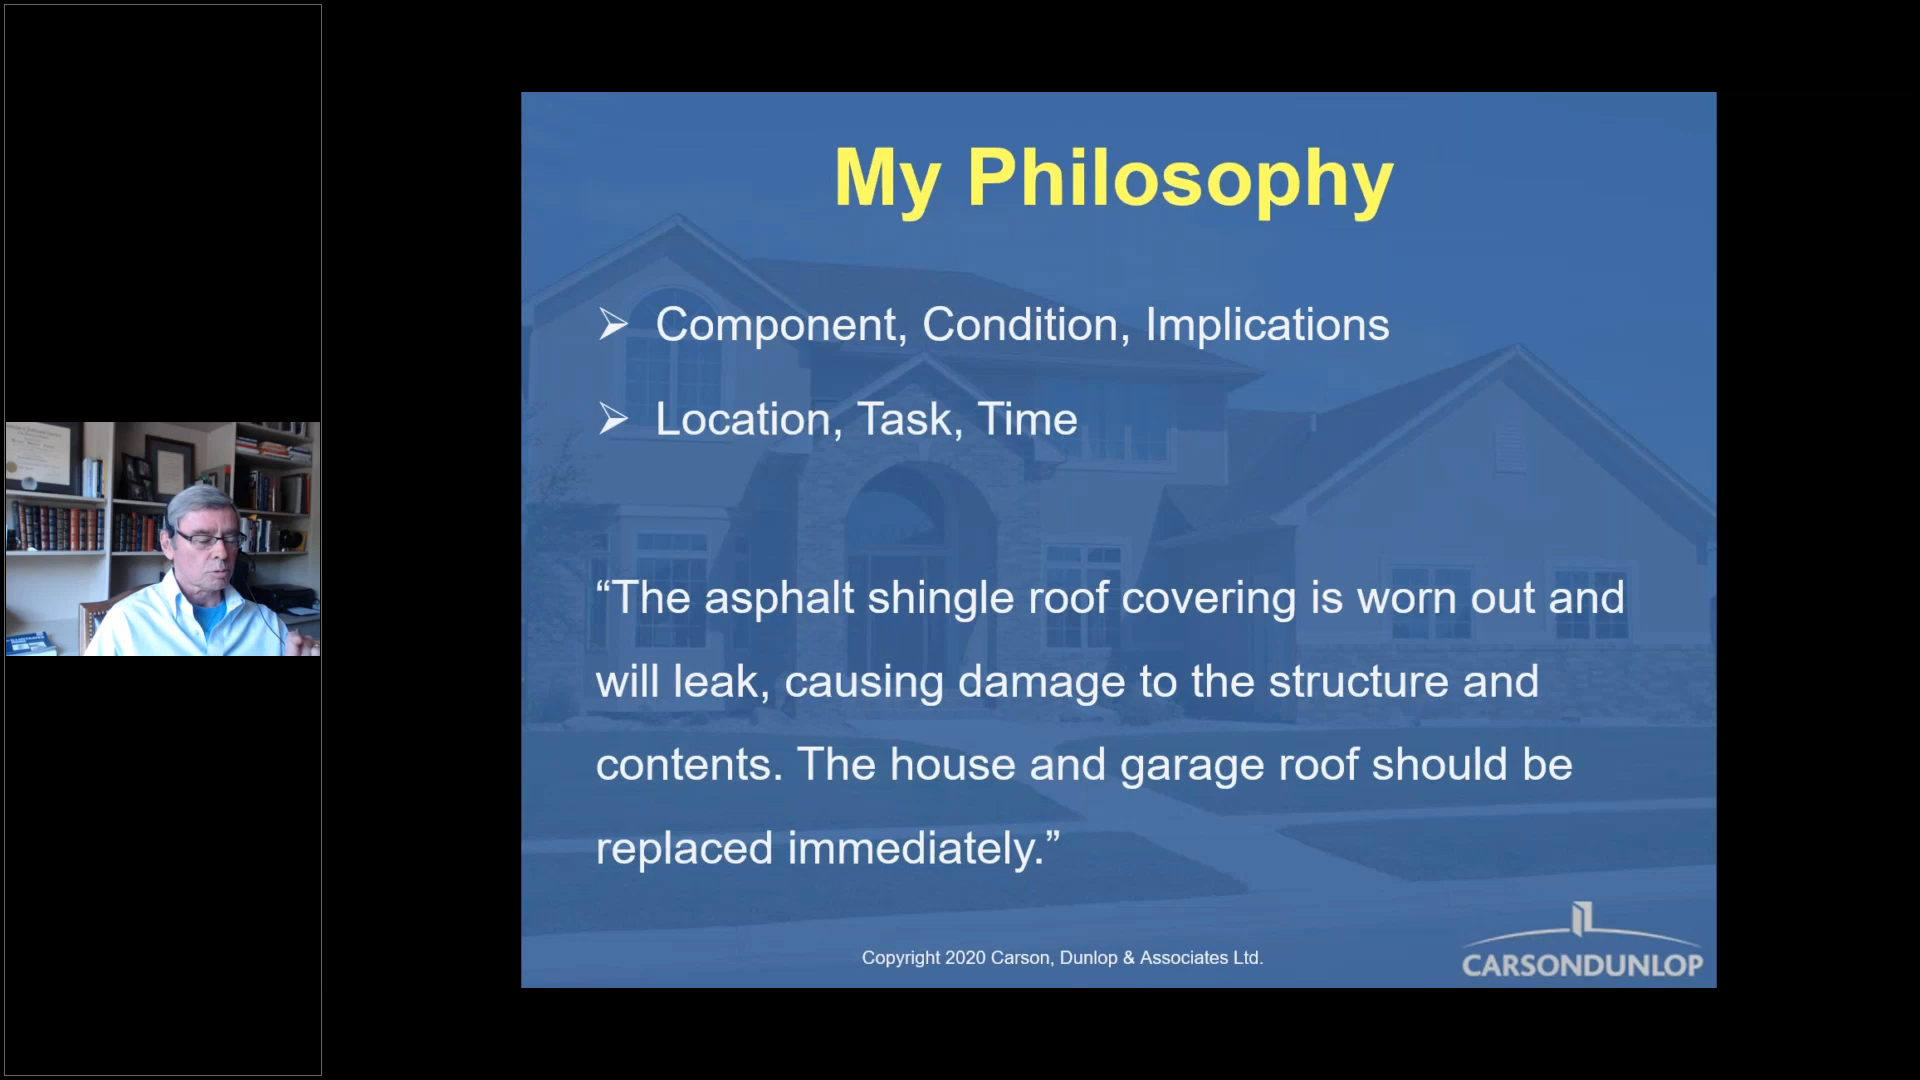 My Philosophy
➢ Component, Condition, Implications
➢ Location, Task, Time
“The asphalt shingle roof covering is worn out and
will leak, causing damage to the structure and
contents. The house and garage roof should be
replaced immediately.”
Copyright 2020 Carson, Dunlop & Associates Ltd.
CARSONDUNLOP